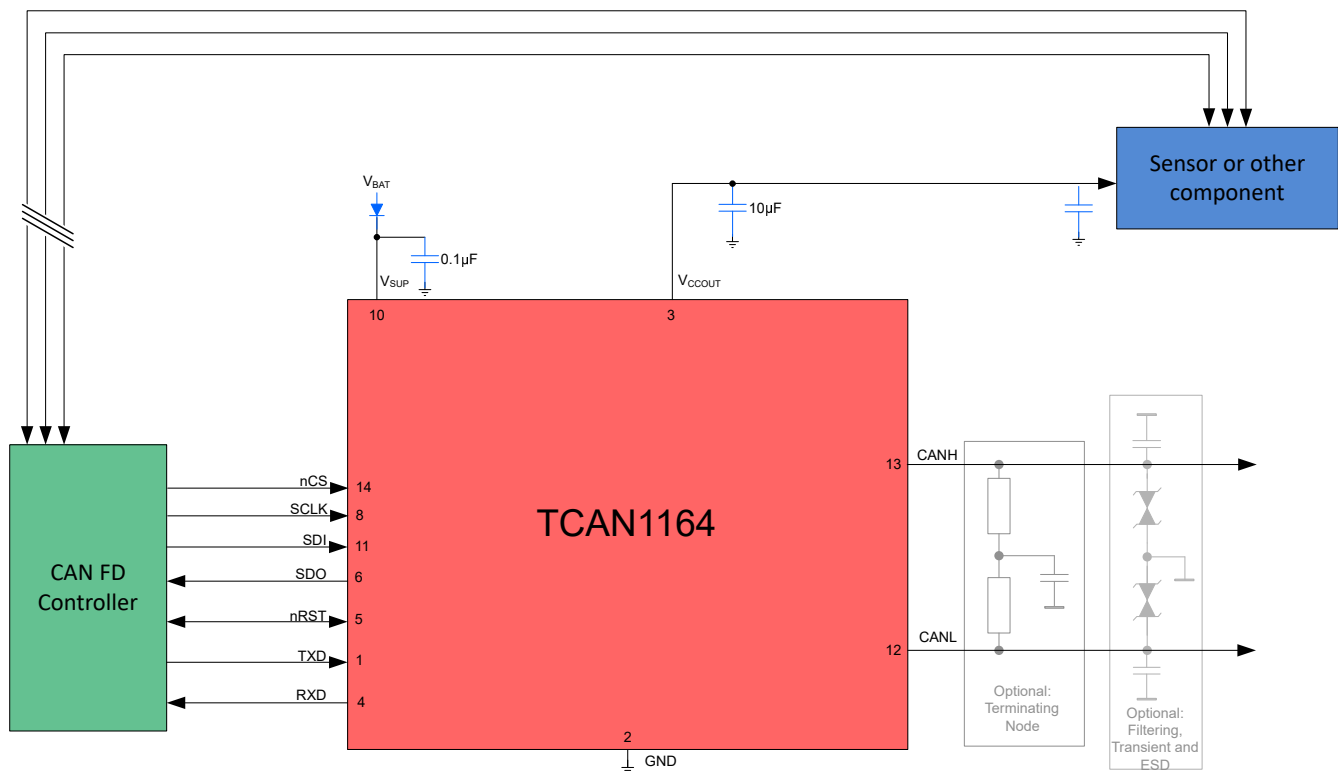 Sensor or other
component
VBAT
10µF
0.1µF
VSUP
VCCOUT
10
3
CANH
13
nCS
14
SCLK
8
TCAN1164
SDI
11
CAN FD
Controller
SDO
6
nRST
5
CANL
12
TXD
1
RXD
4
Optional:
Terminating
Node
Optional:
Filtering,
Transient and
ESD
2
GND